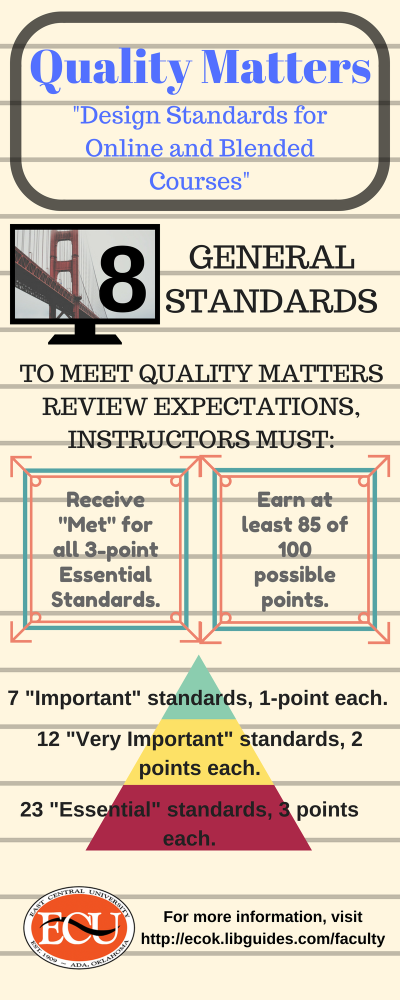 Quality Matters
"Design Standards for
Online and Blended
Courses"
8
GENERAL
STANDARDS
TO MEET QUALITY MATTERS
REVIEW EXPECTATIONS,
INSTRUCTORS MUST:
Receive
"Met" for
all 3-point
Essential
Standards.
Earn at
least 85 of
100
possible
points.
7 "Important" standards, 1-point each.
12 "Very Important" standards, 2
points each.
23 "Essential" standards, 3 points
each.
EAST CENTRAL UNIVERSITY
ECU
EST. 1909 ~ ADA, OKLAHOMA
For more information, visit
http://ecok.libguides.com/faculty